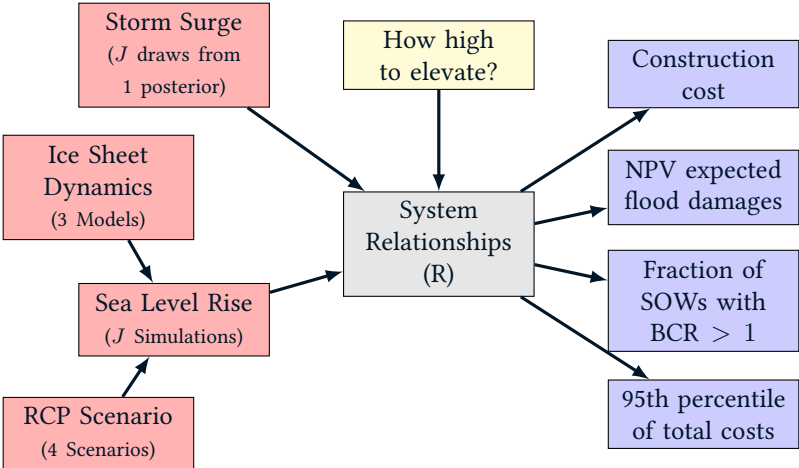 Storm Surge
(J draws from
1 posterior)
How high
to elevate?
Construction
cost
Ice Sheet
Dynamics
(3 Models)
NPV expected
flood damages
System
Relationships
(R)
Sea Level Rise
(J Simulations)
Fraction of
SOWs with
BCR > 1
RCP Scenario
(4 Scenarios)
95th percentile
of total costs